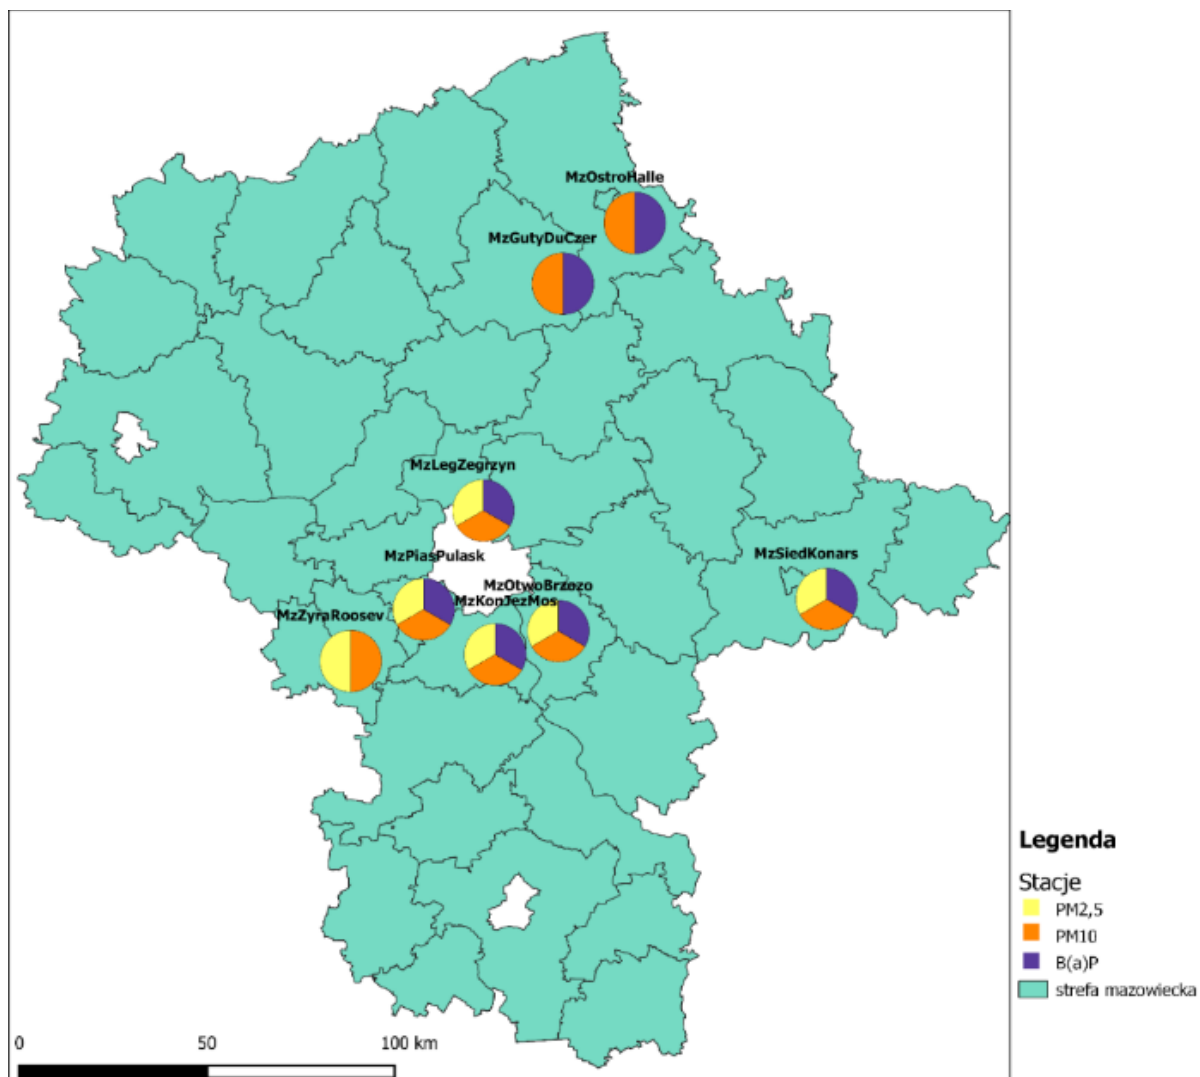 MzOstroHalle
MzGutyDuCzer
MzLegZegrzyn
MzPiasPulask
MzSiedKonars
MzOtwoBrzozo
MzKonJezMos
MzZyraRoosev
Legenda
Stacje
PM2,5
PM10
B(a)P
strefa mazowiecka
0 50 100 km